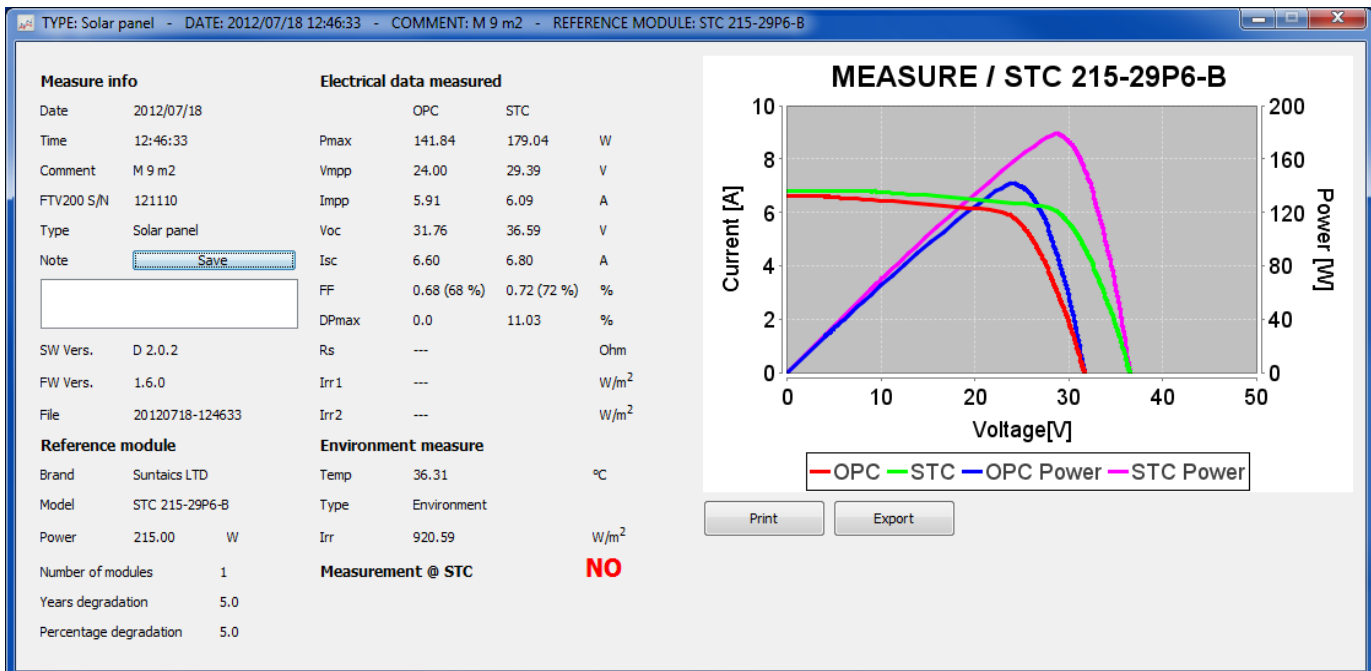 TYPE: Solar panel - DATE: 2012/07/18 12:46:33 - COMMENT: M 9 m2 - REFERENCE MODULE: STC 215-29P6-B
Measure info
Date 2012/07/18
Time 12:46:33
Comment M 9 m2
FTV200 S/N 121110
Type Solar panel
Note Save
SW Vers. D 2.0.2
FW Vers. 1.6.0
File 20120718-124633
Reference module
Brand Suntaics LTD
Model STC 215-29P6-B
Power 215.00 W
Number of modules 1
Years degradation 5.0
Percentage degradation 5.0
Electrical data measured
OPC STC
Pmax 141.84 179.04 W
Vmpp 24.00 29.39 V
Impp 5.91 6.09 A
Voc 31.76 36.59 V
Isc 6.60 6.80 A
FF 0.68 (68 %) 0.72 (72 %) %
DPmax 0.0 11.03 %
Rs --- Ohm
Irr1 --- W/m²
Irr2 --- W/m²
Environment measure
Temp 36.31 ºC
Type Environment
Irr 920.59 W/m²
Measurement @ STC NO
MEASURE / STC 215-29P6-B
Current [A]
10
8
6
4
2
0
200
160
120
80
40
0
Power [W]
0 10 20 30 40 50
Voltage[V]
OPC STC OPC Power STC Power
Print Export